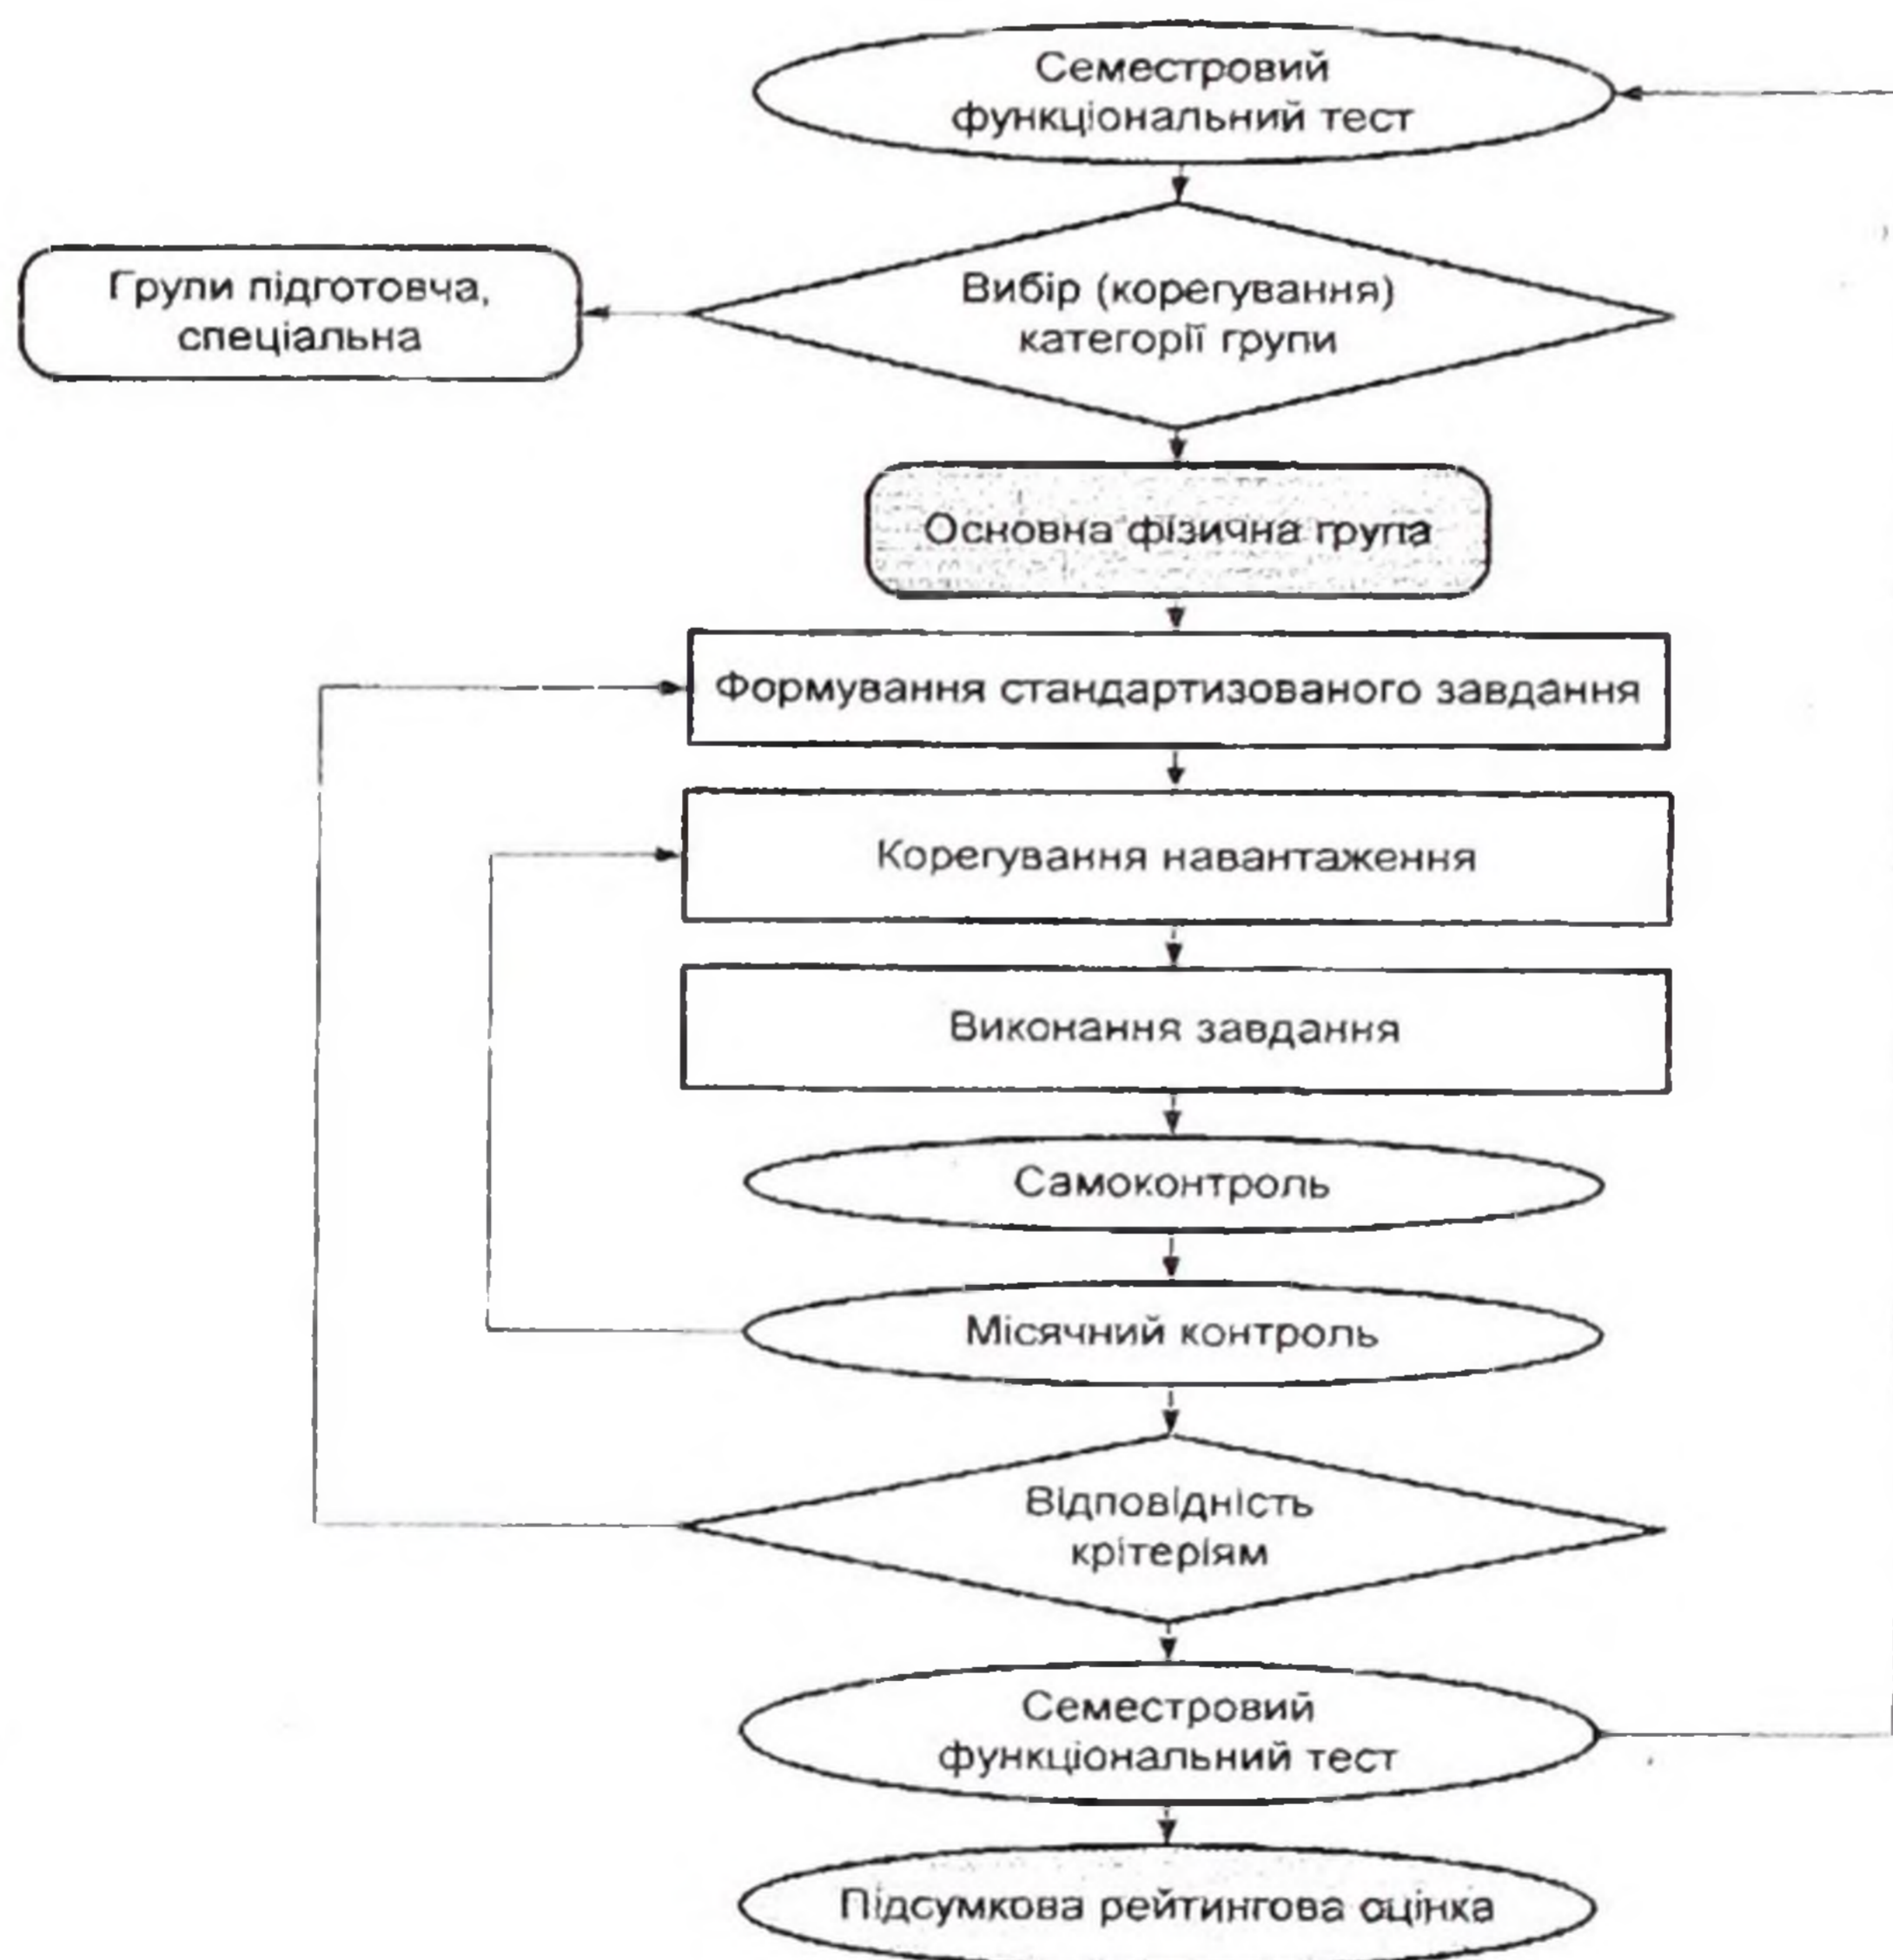 Семестровий
функціональний тест
Вибір (корегування)
категорії групи
Групи підготовча,
спеціальна
Основна фізична група
Формування стандартизованого завдання
Корегування навантаження
Виконання завдання
Самоконтроль
Місячний контроль
Відповідність
крітеріям
Семестровий
функціональний тест
Підсумкова рейтингова оцінка